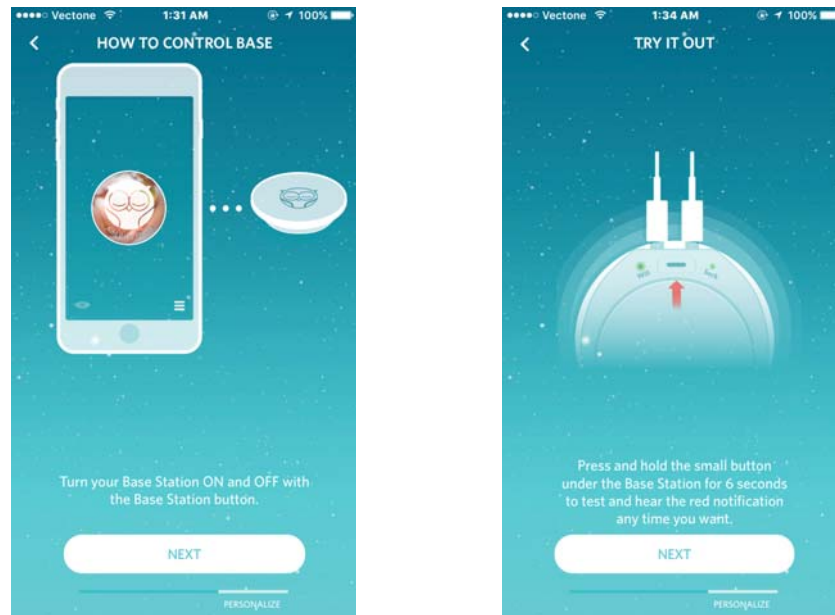 Vectone 1:31 AM 100%
HOW TO CONTROL BASE
Turn your Base Station ON and OFF with
the Base Station button.
NEXT
PERSONALIZE
Vectone 1:34 AM 100%
TRY IT OUT
Wifi
Sock
Press and hold the small button
under the Base Station for 6 seconds
to test and hear the red notification
any time you want.
NEXT
PERSONALIZE